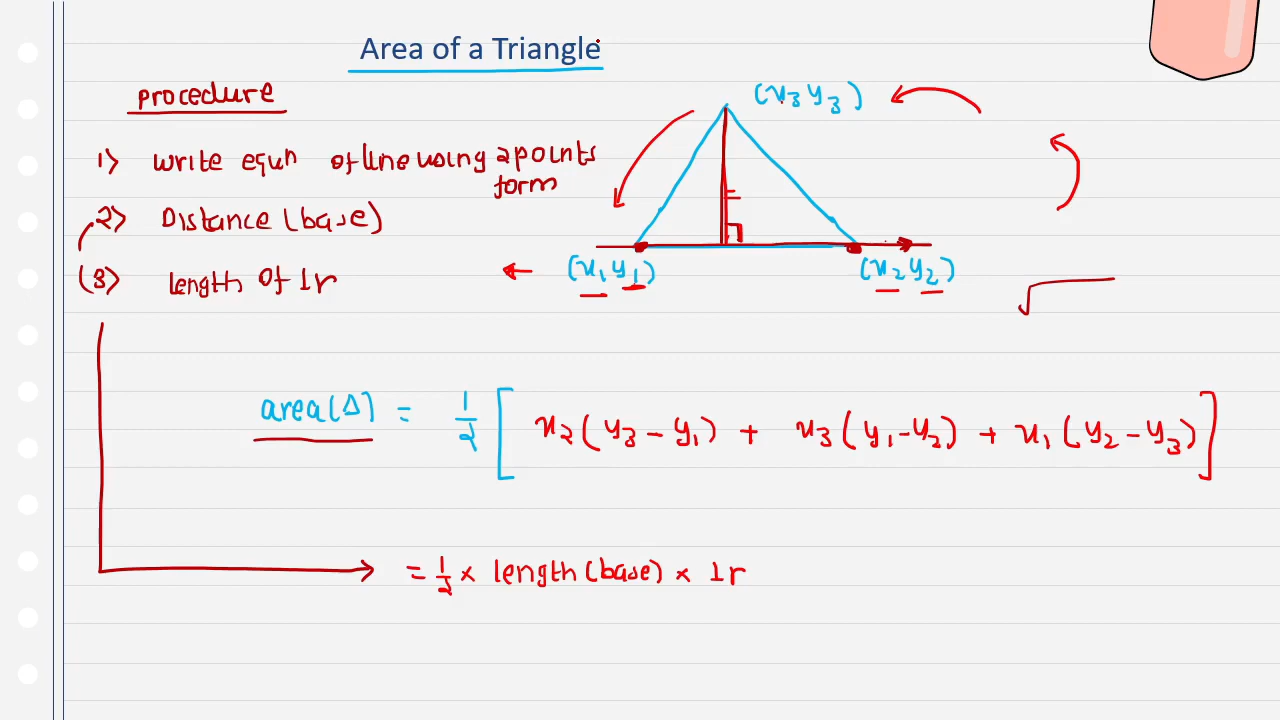 Area of a Triangle
procedure
1) write equn of line using 2points form
2) Distance (base)
(3) length of ⊥r
(x3 y3)
(x1 y1)
(x2 y2)
√
area(Δ) = 1/2 [ x2(y3 − y1) + x3(y1 − y2) + x1(y2 − y3) ]
= 1/2 × length(base) × ⊥r